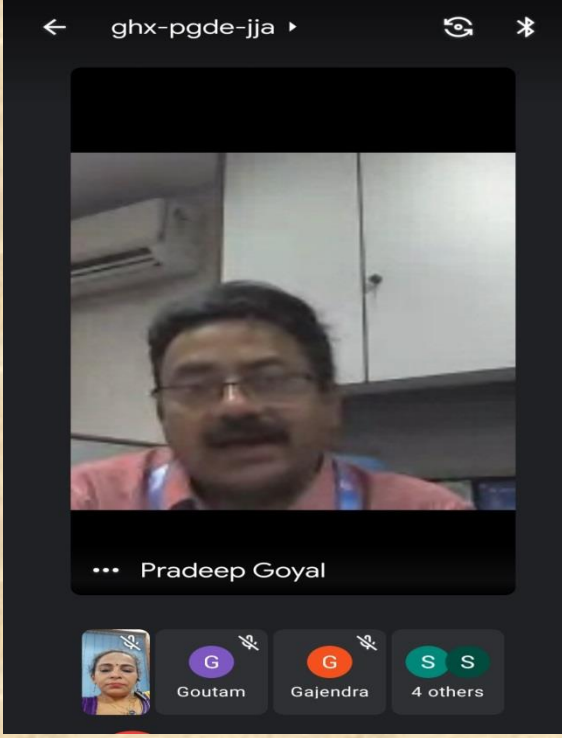 ghx-pgde-jja
Pradeep Goyal
G
Goutam
G
Gajendra
S S
4 others